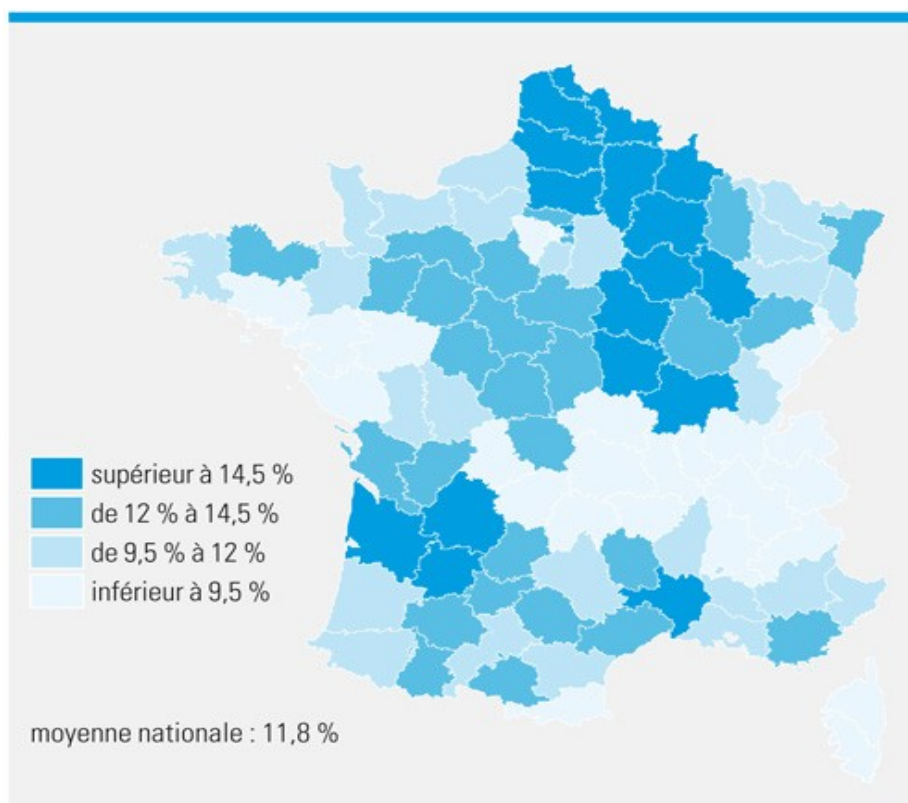 supérieur à 14,5 %
de 12 % à 14,5 %
de 9,5 % à 12 %
inférieur à 9,5 %
moyenne nationale : 11,8 %